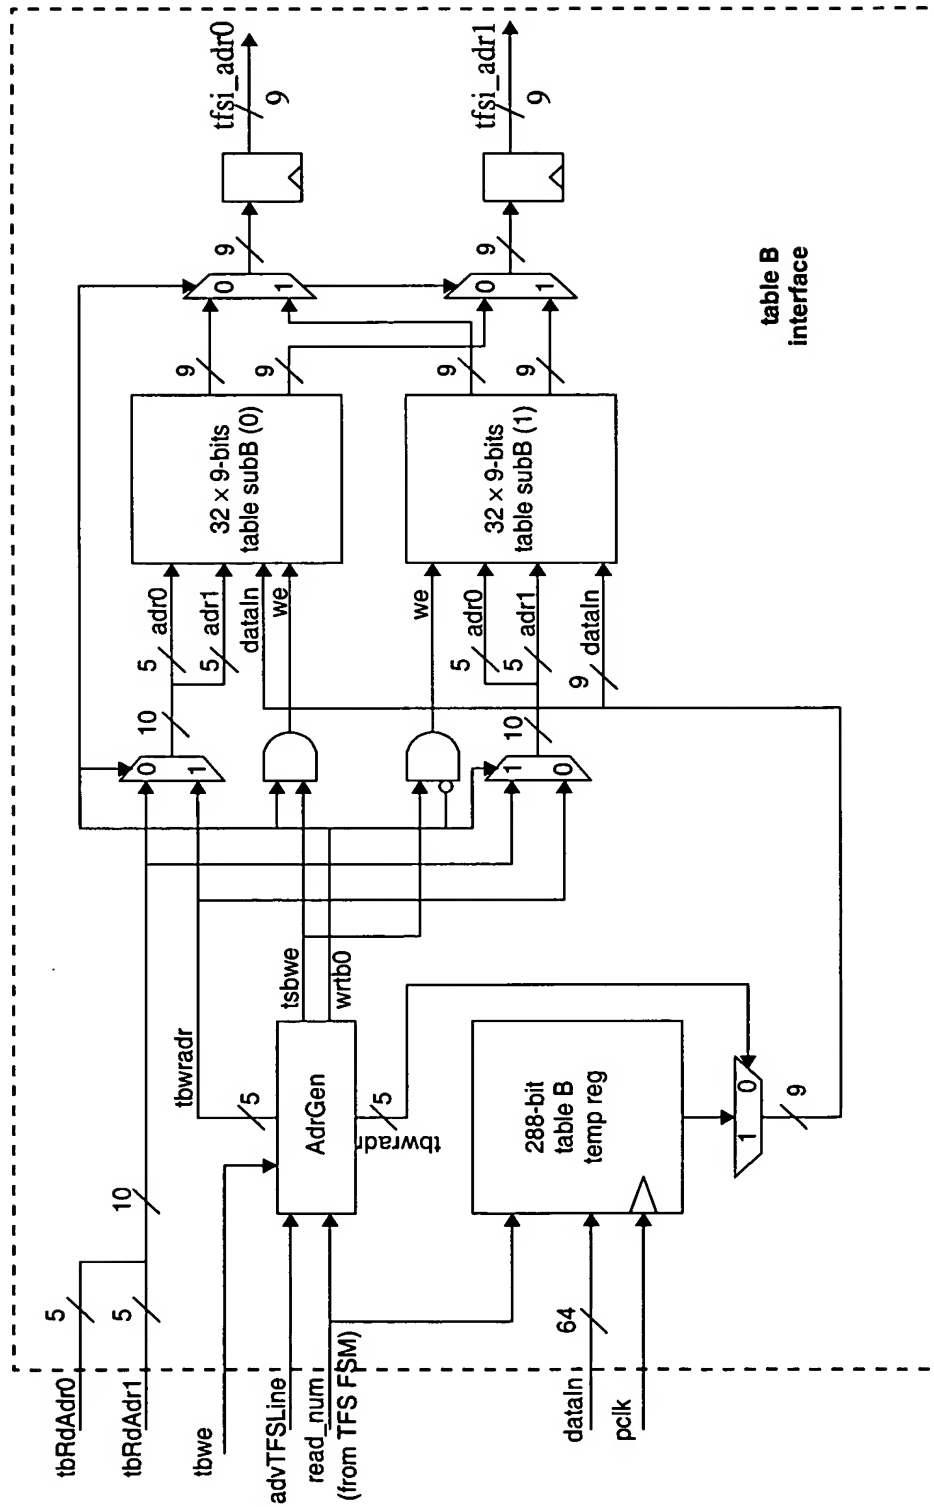 tbRdAdr0
5
tbRdAdr1
5
10
tbwe
advTFSLine
read_num
(from TFS FSM)
dataIn
64
pclk
tbwradr
5
AdrGen
5
tbwradr
tsbwe
wrtb0
288-bit
table B
temp reg
1
0
9
0
1
10
5
adr0
5
adr1
dataIn
we
32 × 9-bits
table subB (0)
9
9
1
0
10
we
5
adr0
5
adr1
9
dataIn
32 × 9-bits
table subB (1)
9
9
0
1
9
tfsi_adr0
9
0
1
9
tfsi_adr1
9
table B
interface